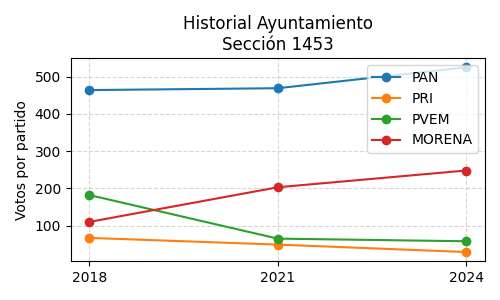 Historial Ayuntamiento
Sección 1453
Votos por partido
500
400
300
200
100
2018
2021
2024
PAN
PRI
PVEM
MORENA